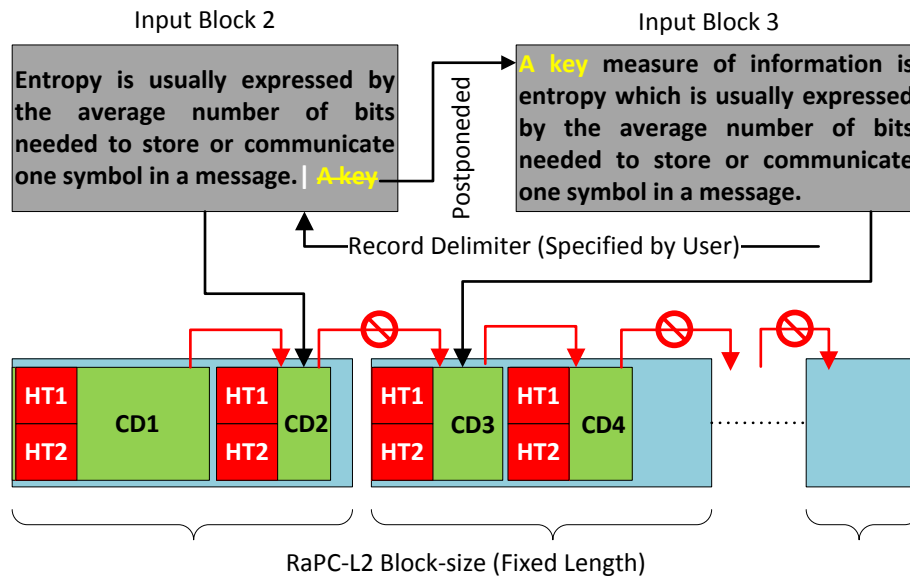 Input Block 2
Input Block 3
Entropy is usually expressed by
the average number of bits
needed to store or communicate
one symbol in a message.| A key
Postponeded
A key measure of information is
entropy which is usually expressed
by the average number of bits
needed to store or communicate
one symbol in a message.
Record Delimiter (Specified by User)
HT1
HT2
CD1
HT1
HT2
CD2
HT1
HT2
CD3
HT1
HT2
CD4
RaPC-L2 Block-size (Fixed Length)